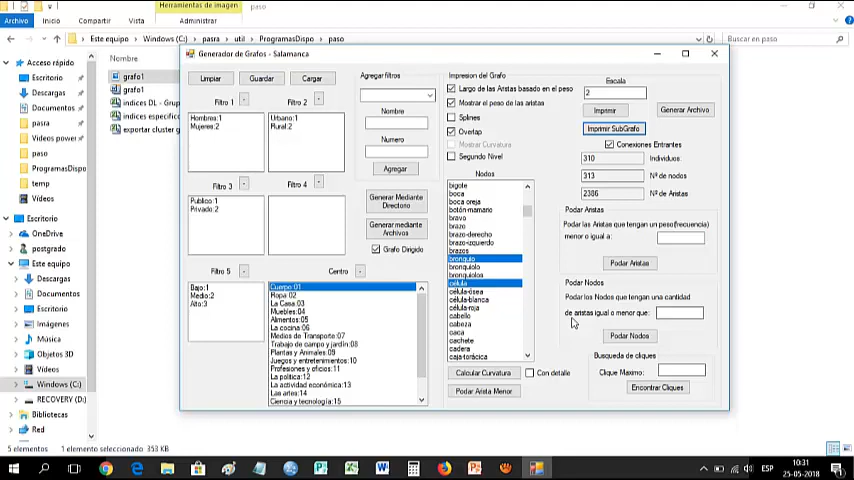 Herramientas de imagen
paso
Archivo
Inicio
Compartir
Vista
Administrar
Este equipo
Windows (C:)
pasra
util
ProgramasDispo
paso
Buscar en paso
Acceso rápido
Escritorio
Descargas
Documentos
pasra
Videos power
paso
ProgramasDispo
temp
Vídeos
Escritorio
OneDrive
postgrado
Este equipo
Descargas
Documentos
Escritorio
Imágenes
Música
Objetos 3D
Vídeos
Windows (C:)
RECOVERY (D:)
Bibliotecas
Red
5 elementos
1 elemento seleccionado 353 KB
Nombre
grafo1
grafo1
indices DL - Grup
indices especifico
exportar cluster g
Generador de Grafos - Salamanca
Limpiar
Guardar
Cargar
Filtro 1
-
Filtro 2
-
Hombres:1
Mujeres:2
Urbano:1
Rural:2
Filtro 3
-
Filtro 4
-
Publico:1
Privado:2
Filtro 5
-
Centro
-
Bajo:1
Medio:2
Alto:3
Cuerpo:01
Ropa:02
La Casa:03
Muebles:04
Alimentos:05
La cocina:06
Medios de Transporte:07
Trabajo de campo y jardín:08
Plantas y Animales:09
Juegos y entretenimientos:10
Profesiones y oficios:11
La política:12
La actividad económica:13
Las artes:14
Ciencia y tecnología:15
Agregar filtros
Nombre
Numero
Agregar
Generar Mediante Directorio
Generar mediante Archivos
Grafo Dirigido
Impresion del Grafo
Largo de las Aristas basado en el peso
Mostrar el peso de las aristas
Splines
Overlap
Mostrar Curvatura
Segundo Nivel
Nodos
bigote
boca
boca oreja
botón-mamario
bravo
brazo
brazo-derecho
brazo-izquierdo
brazos
bronquio
bronquiolo
bronquiolos
célula
célula-ósea
célula-blanca
célula-roja
cabello
cabeza
caca
cachete
cadera
caja-torácica
Calcular Curvatura
Con detalle
Podar Arista Menor
Escala
2
Imprimir
Generar Archivo
Imprimir SubGrafo
Conexiones Entrantes
310
Individuos:
313
Nº de nodos
2386
Nº de Aristas
Podar Aristas
Podar las Aristas que tengan un peso(frecuencia)
menor o igual a:
Podar Aristas
Podar Nodos
Podar los Nodos que tengan una cantidad
de aristas igual o menor que:
Podar Nodos
Busqueda de cliques
Clique Maximo:
Encontrar Cliques
ESP
10:31
25-05-2018